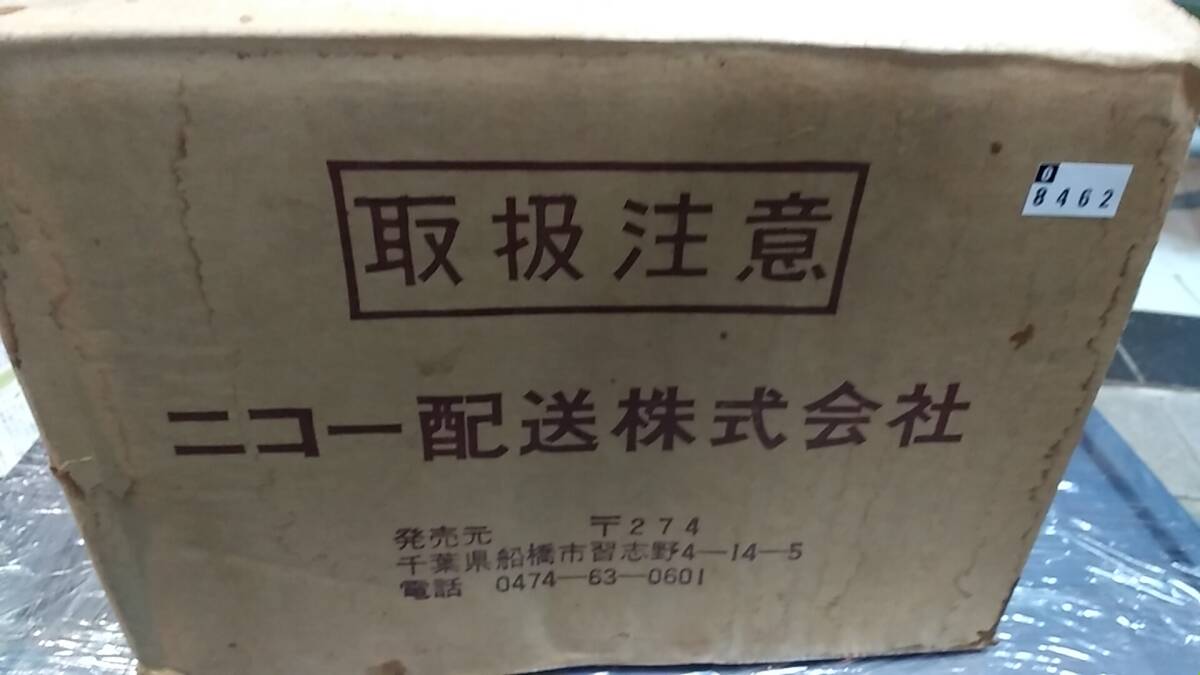 取扱注意
0
8462
ニコー配送株式会社
発売元 〒274
千葉県船橋市習志野4-14-5
電話 0474-63-0601